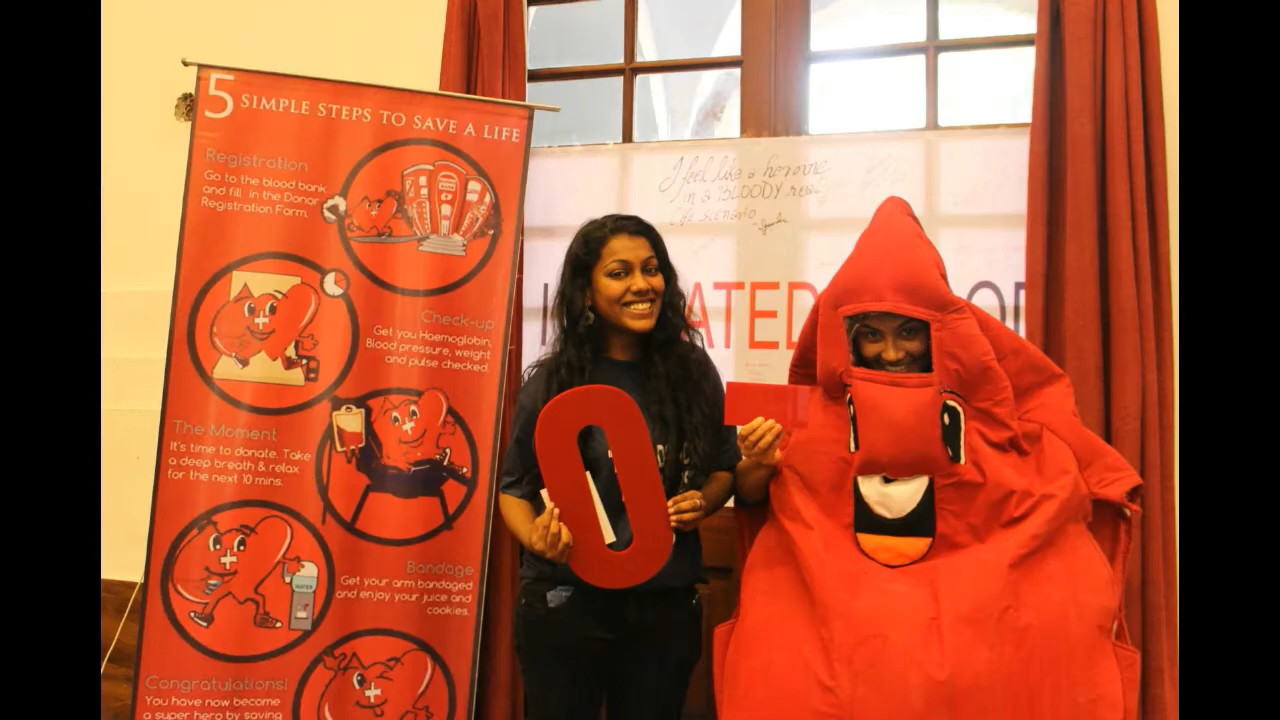 5 SIMPLE STEPS TO SAVE A LIFE
Registration
Go to the blood bank
and fill in the Donor
Registration Form.
Check-up
Get you Haemoglobin,
Blood pressure, weight
and pulse checked.
The Moment
It's time to donate. Take
a deep breath & relax
for the next 10 mins.
WATER
Bandage
Get your arm bandaged
and enjoy your juice and
cookies.
Congratulations!
You have now become
a super hero by saving
I feel like a heroine
in a BLOODY real
life scenario
I ATED OO
O